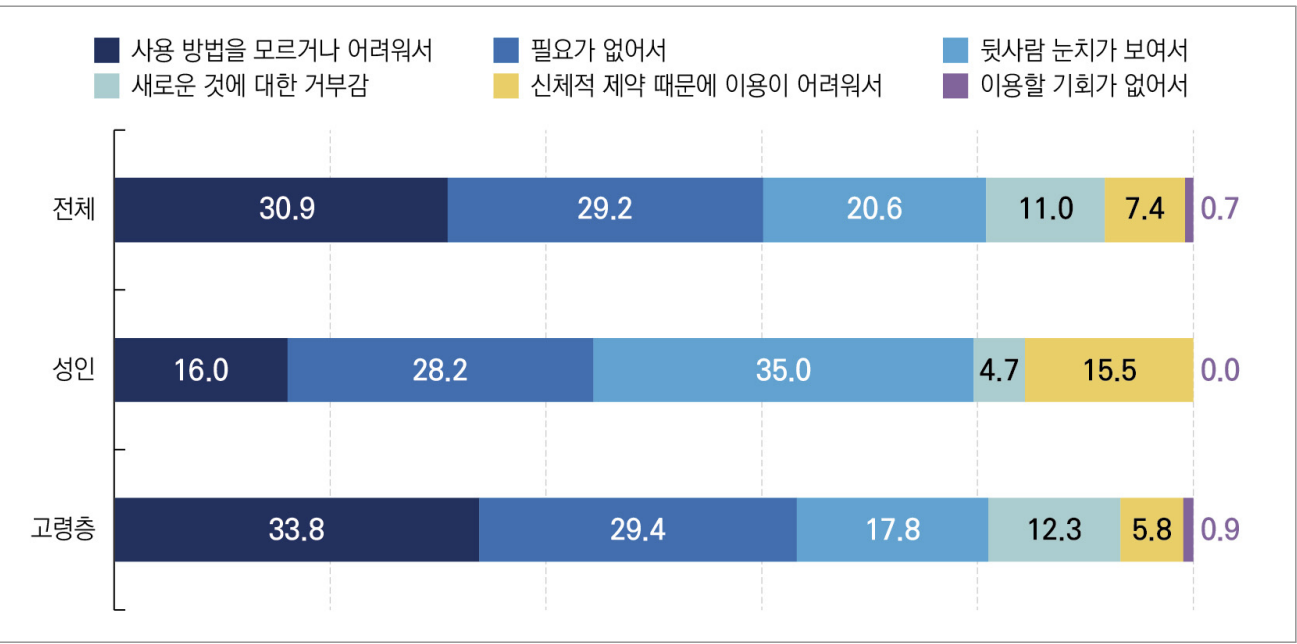 사용 방법을 모르거나 어려워서 필요가 없어서 뒷사람 눈치가 보여서
새로운 것에 대한 거부감 신체적 제약 때문에 이용이 어려워서 이용할 기회가 없어서
전체 30.9 29.2 20.6 11.0 7.4 0.7
성인 16.0 28.2 35.0 4.7 15.5 0.0
고령층 33.8 29.4 17.8 12.3 5.8 0.9